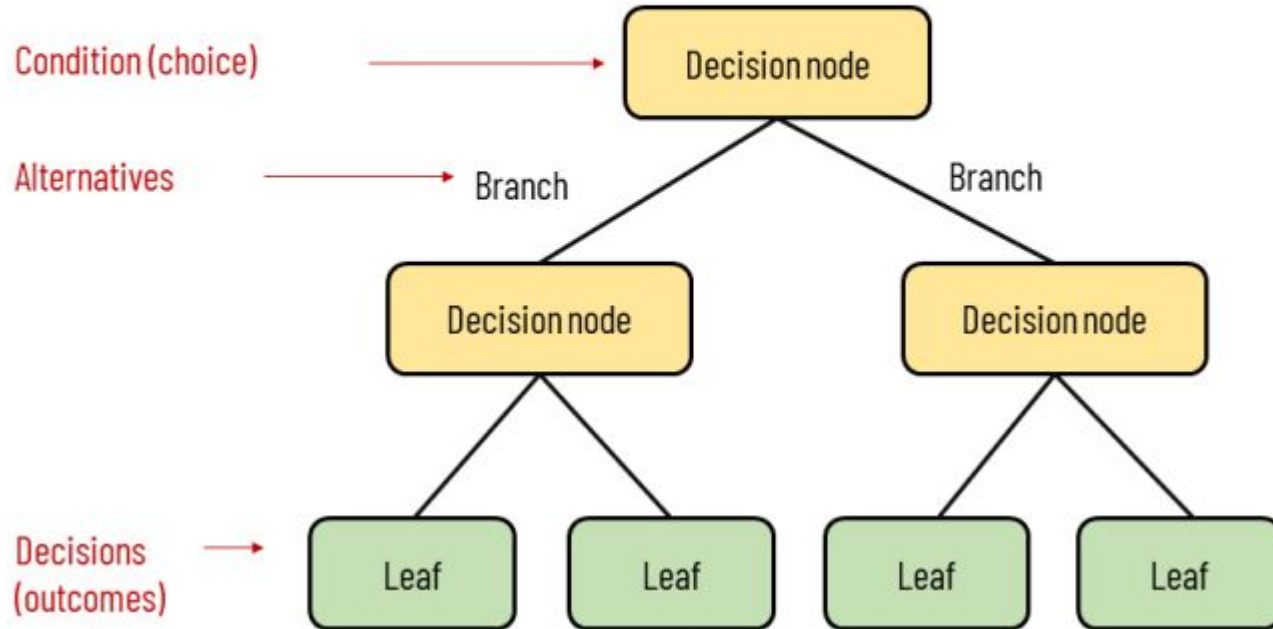 Condition (choice)
Decision node
Alternatives
Branch
Branch
Decision node
Decision node
Decisions
(outcomes)
Leaf
Leaf
Leaf
Leaf